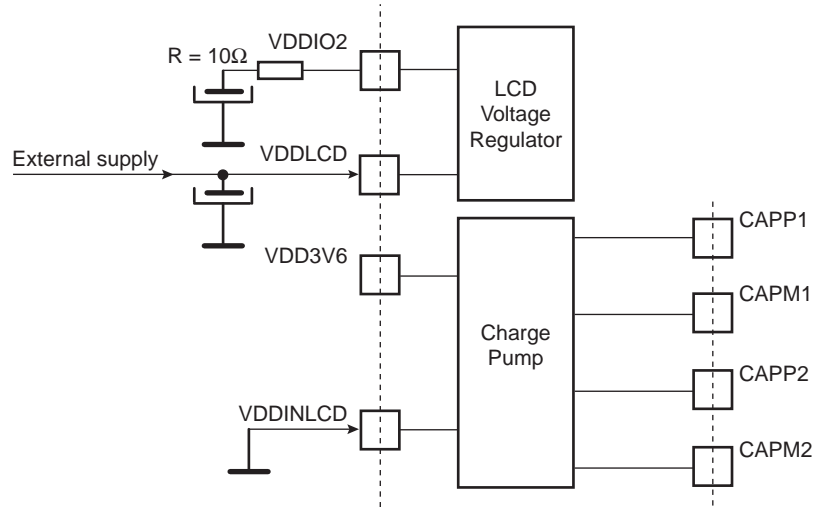 VDDIO2
R = 10Ω
LCD
Voltage
Regulator
External supply
VDDLCD
VDD3V6
VDDINLCD
Charge
Pump
CAPP1
CAPM1
CAPP2
CAPM2